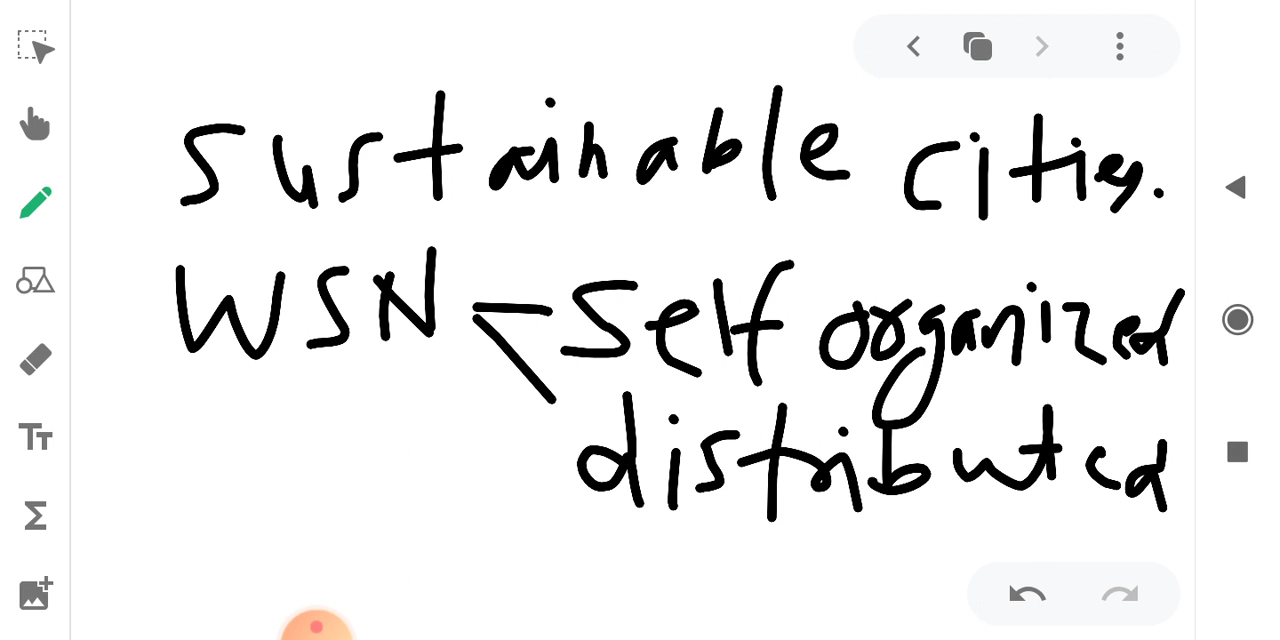 sustainable cities.
WSN < Self organized
distributed